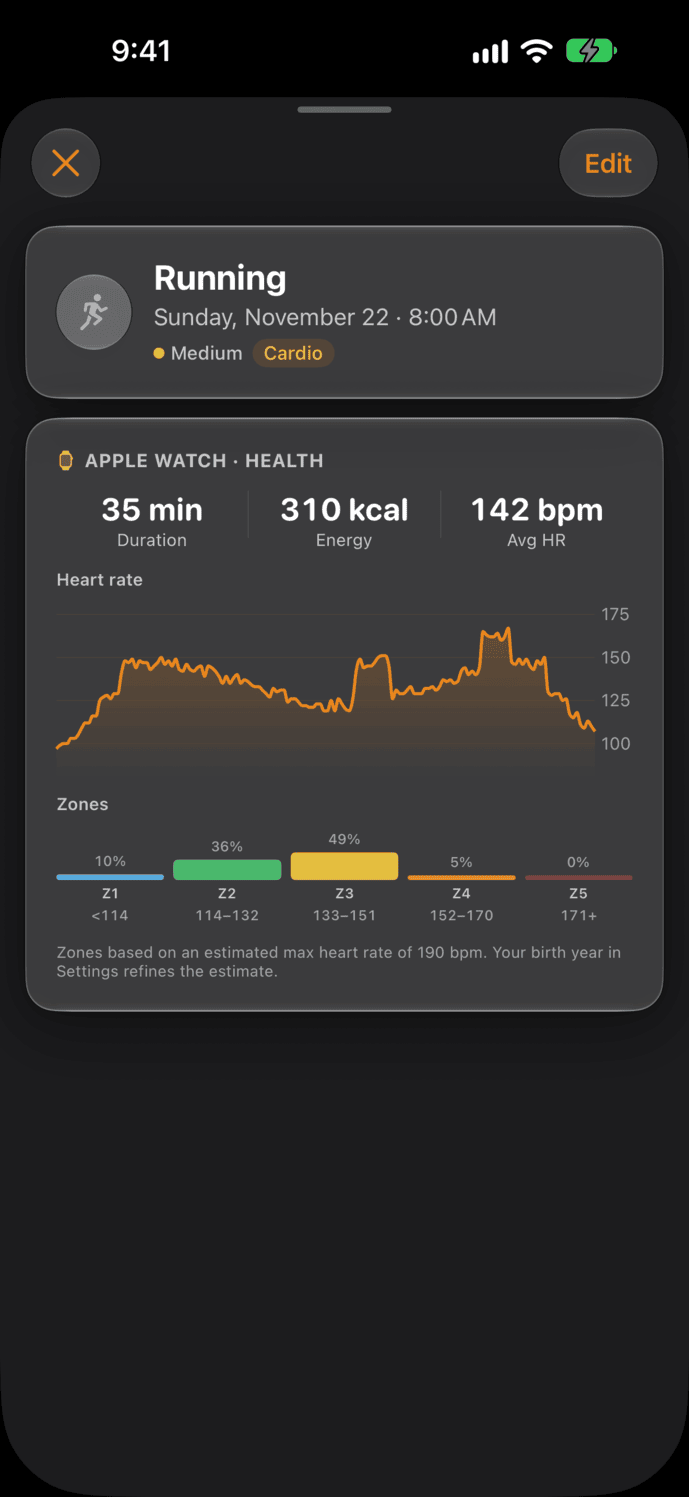 9:41
Edit
Running
Sunday, November 22 · 8:00 AM
Medium Cardio
APPLE WATCH · HEALTH
35 min 310 kcal 142 bpm
Duration Energy Avg HR
Heart rate
175
150
125
100
Zones
10% 36% 49% 5% 0%
Z1 Z2 Z3 Z4 Z5
<114 114–132 133–151 152–170 171+
Zones based on an estimated max heart rate of 190 bpm. Your birth year in
Settings refines the estimate.